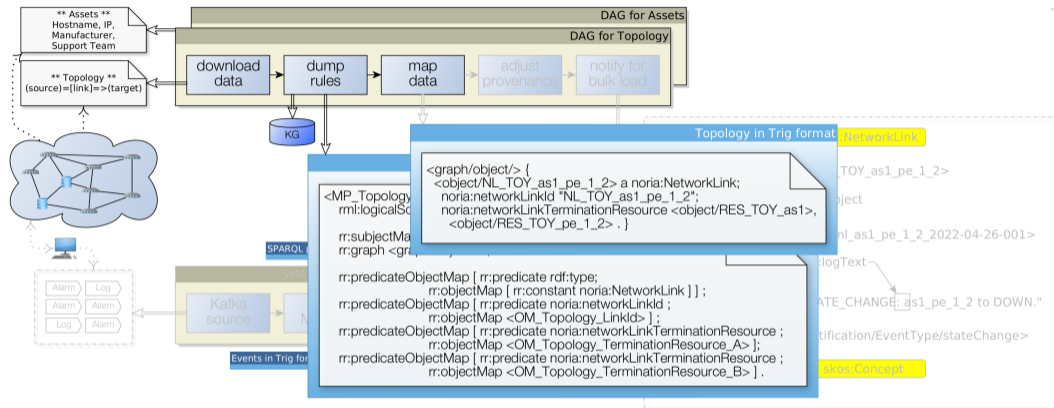 ** Assets **
Hostname, IP,
Manufacturer,
Support Team
** Topology **
(source)=[link]=>(target)
DAG for Assets
DAG for Topology
download
data
dump
rules
map
data
adjust
provenance
notify for
bulk load
KG
Topology in Trig format
<graph/object/> {
<object/NL_TOY_as1_pe_1_2> a noria:NetworkLink;
noria:networkLinkId "NL_TOY_as1_pe_1_2";
noria:networkLinkTerminationResource <object/RES_TOY_as1>,
<object/RES_TOY_pe_1_2> . }
<MP_Topology
rml:logicalSo
rr:subjectMa
rr:graph <gra
rr:predicateObjectMap [ rr:predicate rdf:type;
rr:objectMap [ rr:constant noria:NetworkLink ] ] ;
rr:predicateObjectMap [ rr:predicate noria:networkLinkId ;
rr:objectMap <OM_Topology_LinkId> ] ;
rr:predicateObjectMap [ rr:predicate noria:networkLinkTerminationResource ;
rr:objectMap <OM_Topology_TerminationResource_A> ];
rr:predicateObjectMap [ rr:predicate noria:networkLinkTerminationResource ;
rr:objectMap <OM_Topology_TerminationResource_B> ] .
SPARQL
Kafka
source
M
Events in Trig for
Alarm
Log
Alarm
Alarm
Log
Alarm
:NetworkLink
_TOY_as1_pe_1_2>
bject
nl_as1_pe_1_2_2022-04-26-001>
:logText
ATE_CHANGE: as1_pe_1_2 to DOWN."
tification/EventType/stateChange>
skos:Concept